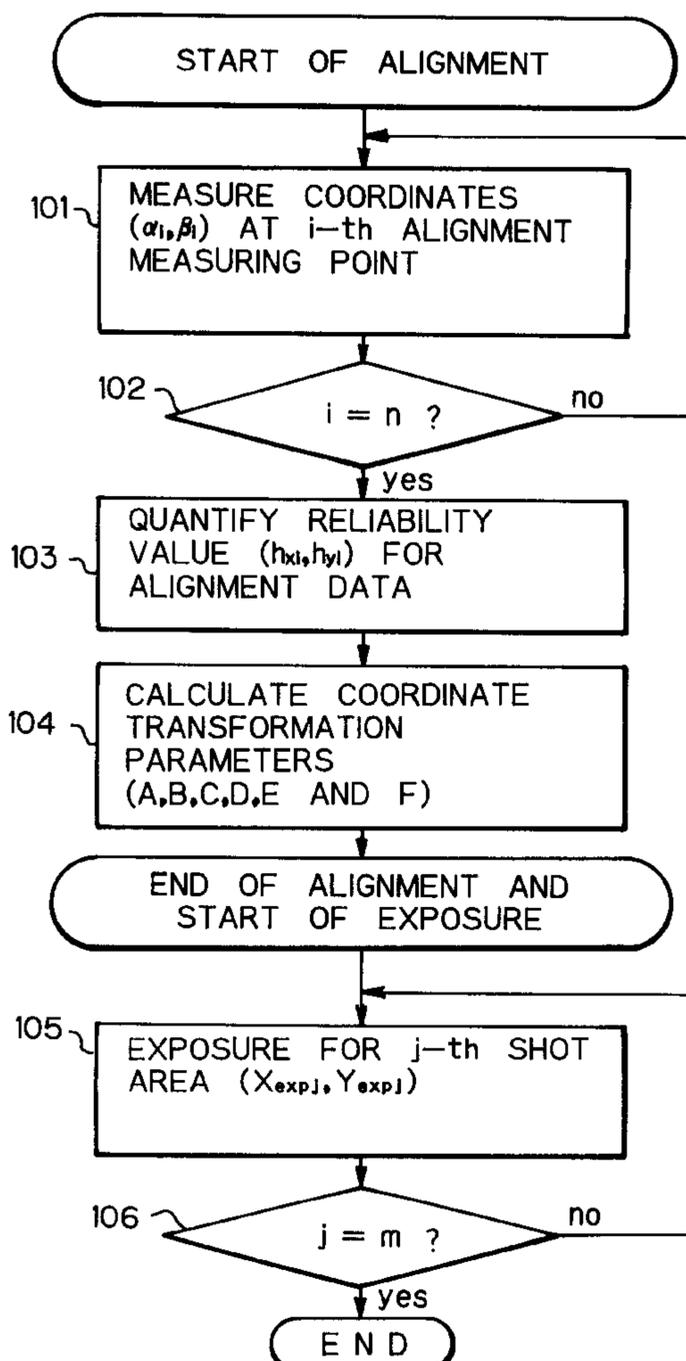 START OF ALIGNMENT
101
MEASURE COORDINATES
(αi,βi) AT i-th ALIGNMENT
MEASURING POINT
102
i = n ?
no
yes
103
QUANTIFY RELIABILITY
VALUE (hxi,hyi) FOR
ALIGNMENT DATA
104
CALCULATE COORDINATE
TRANSFORMATION
PARAMETERS
(A,B,C,D,E AND F)
END OF ALIGNMENT AND
START OF EXPOSURE
105
EXPOSURE FOR j-th SHOT
AREA (Xexpj,Yexpj)
106
j = m ?
no
yes
END